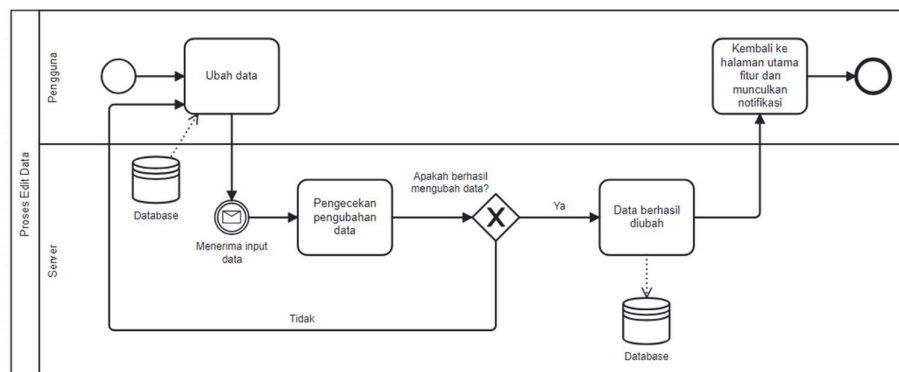 Proses Edit Data
Pengguna
Ubah data
Kembali ke
halaman utama
fitur dan
munculkan
notifikasi
Server
Database
Menerima input
data
Pengecekan
pengubahan
data
Apakah berhasil
mengubah data?
Ya
Data berhasil
diubah
Tidak
Database